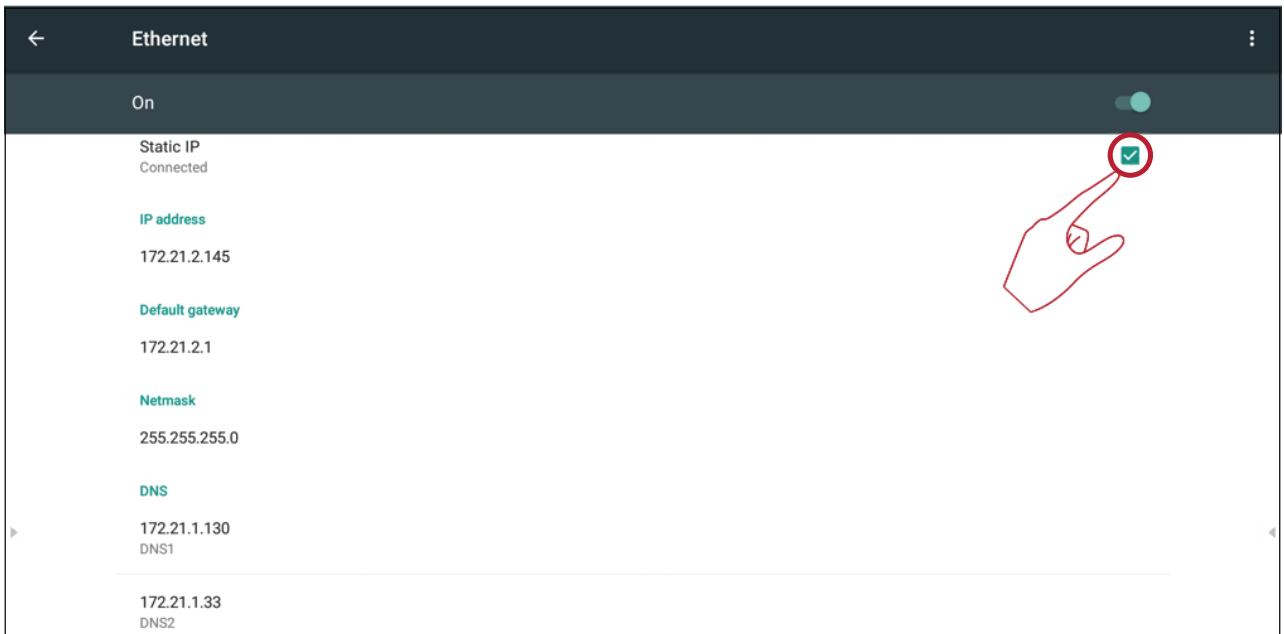 Ethernet
On
Static IP
Connected
IP address
172.21.2.145
Default gateway
172.21.2.1
Netmask
255.255.255.0
DNS
172.21.1.130
DNS1
172.21.1.33
DNS2